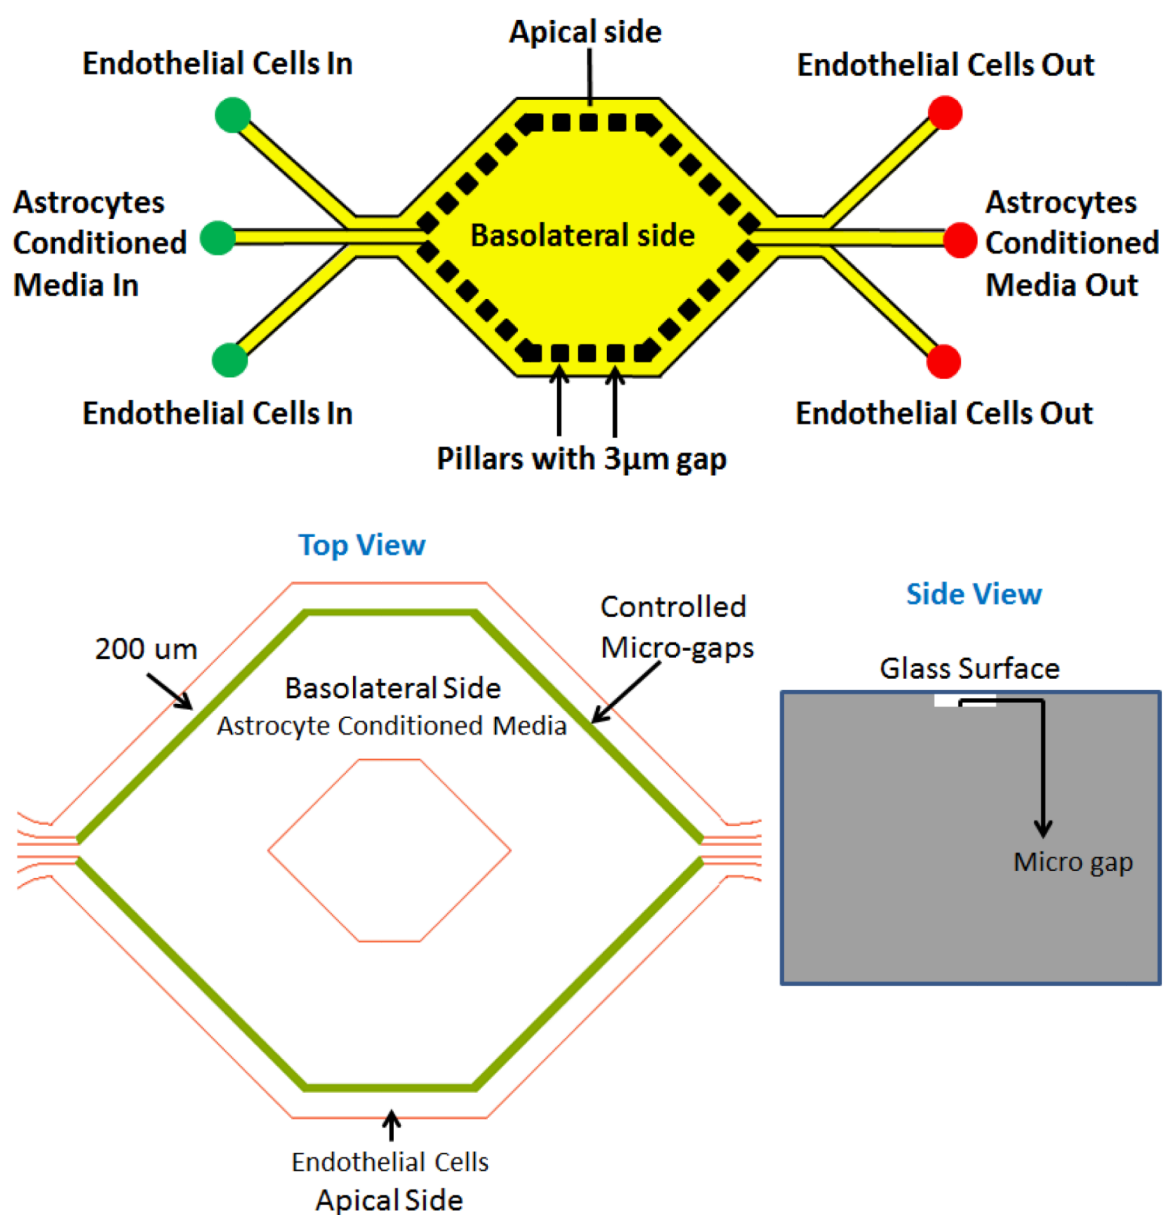 Apical side
Endothelial Cells In
Endothelial Cells Out
Astrocytes
Conditioned
Media In
Basolateral side
Astrocytes
Conditioned
Media Out
Endothelial Cells In
Endothelial Cells Out
Pillars with 3μm gap
Top View
Side View
200 um
Controlled
Micro-gaps
Glass Surface
Basolateral Side
Astrocyte Conditioned Media
Micro gap
Endothelial Cells
Apical Side